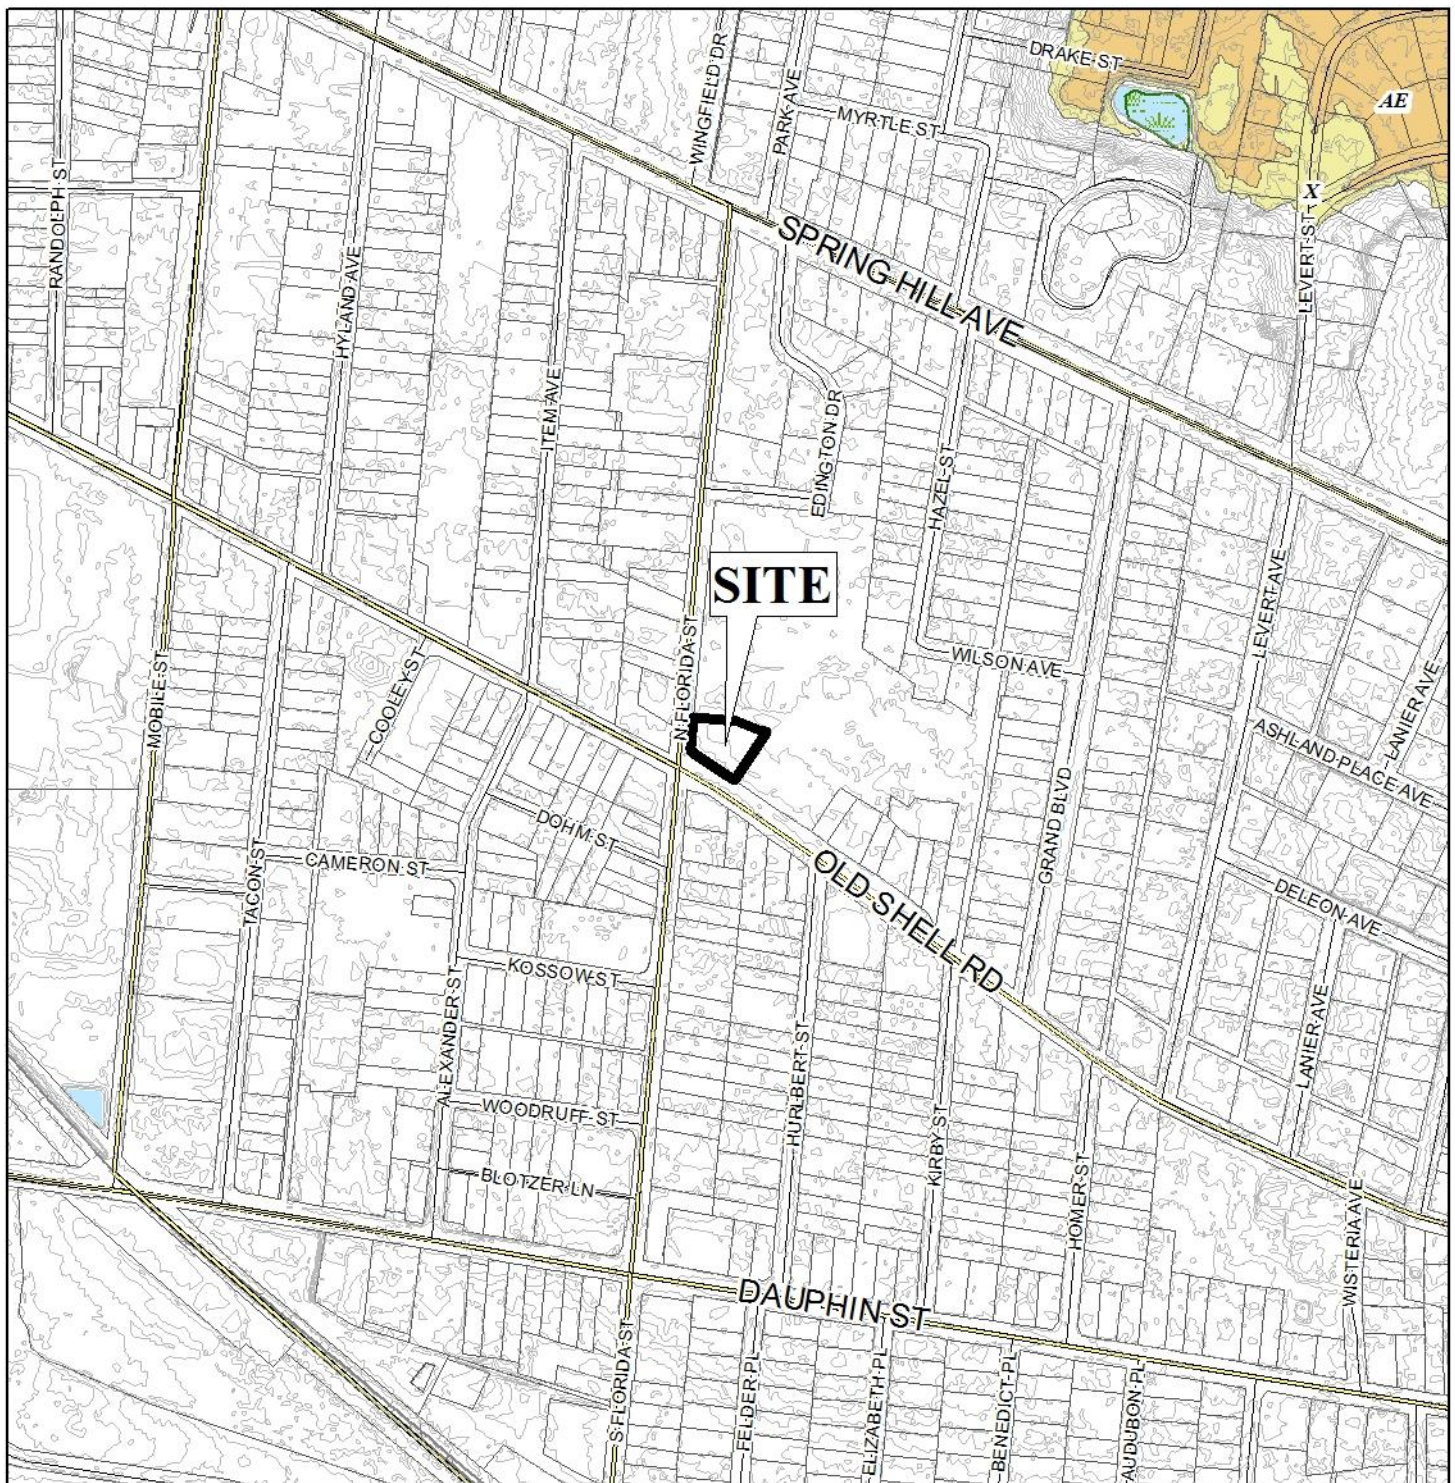 DRAKE ST
WINGFIELD DR
PARK AVE
MYRTLE ST
AE
X
RANDOLPH ST
HYLAND AVE
SPRING HILL AVE
LEVERT ST
ITEM AVE
EDINGTON DR
HAZEL ST
SITE
N FLORIDA ST
LEVERT AVE
WILSON AVE
MOBILE ST
COOLEY ST
LANIER AVE
ASHLAND PLACE AVE
GRAND BLVD
DOHM ST
CAMERON ST
TACON ST
OLD SHELL RD
DELEON AVE
KOSSOW ST
ALEXANDER ST
LANIER AVE
HURLBERT ST
WOODRUFF ST
KIRBY ST
BLOTZER LN
HOMER ST
WISTERIA AVE
DAUPHIN ST
S FLORIDA ST
FELDER PL
ELIZABETH PL
BENEDICT PL
AUDUBON PL